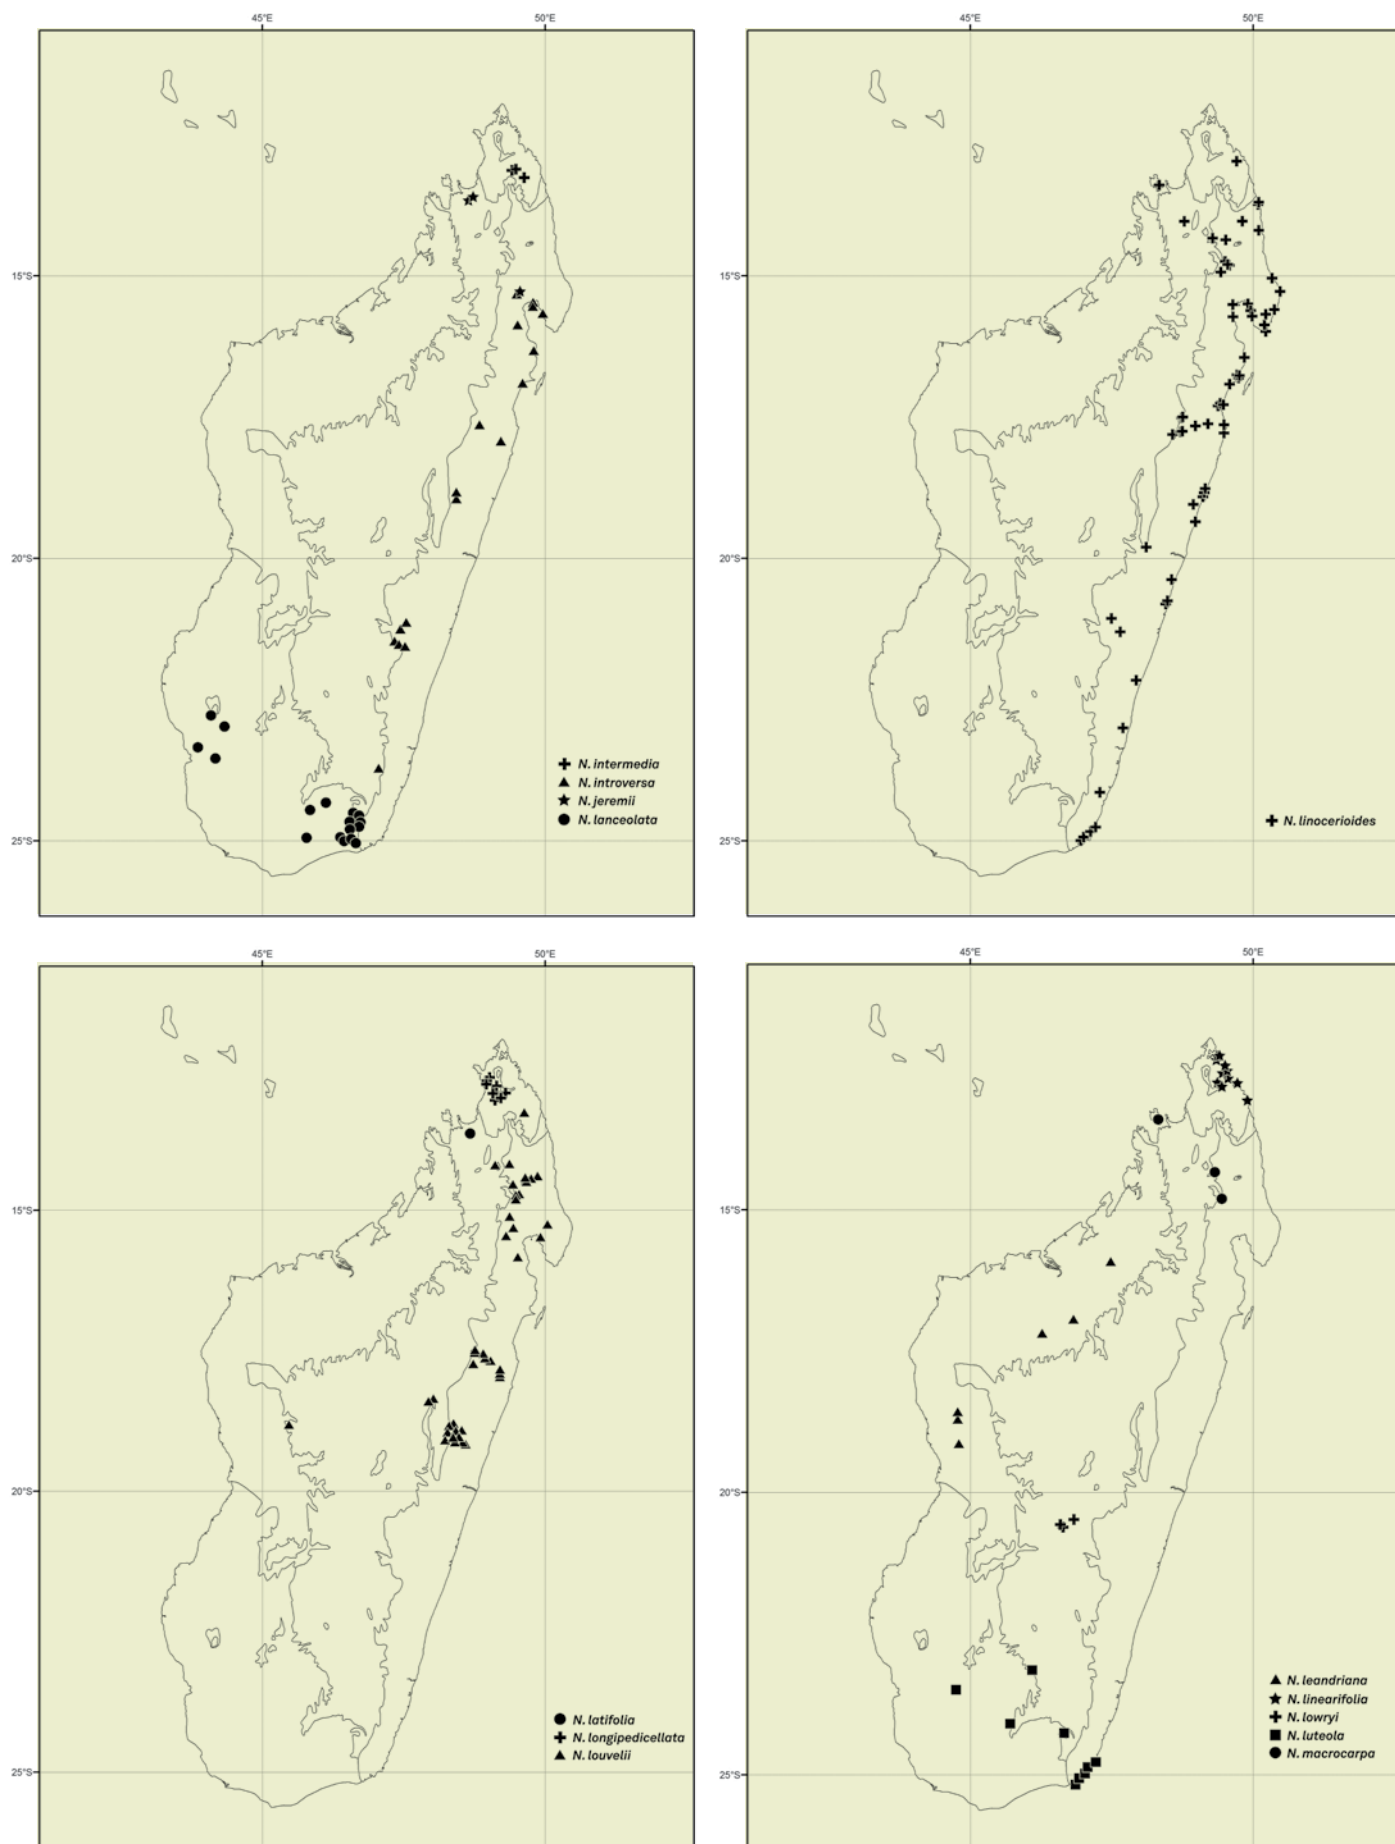 45°E 50°E
15°S
20°S
25°S
N. intermedia
N. introversa
N. jeremii
N. lanceolata
45°E 50°E
15°S
20°S
25°S
N. linocerioides
45°E 50°E
15°S
20°S
25°S
N. latifolia
N. longipedicellata
N. louvelii
45°E 50°E
15°S
20°S
25°S
N. leandriana
N. linearifolia
N. lowryi
N. luteola
N. macrocarpa